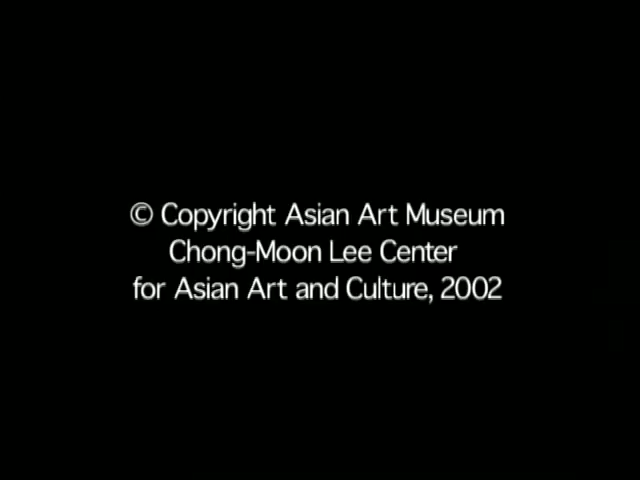 © Copyright Asian Art Museum
Chong-Moon Lee Center
for Asian Art and Culture, 2002